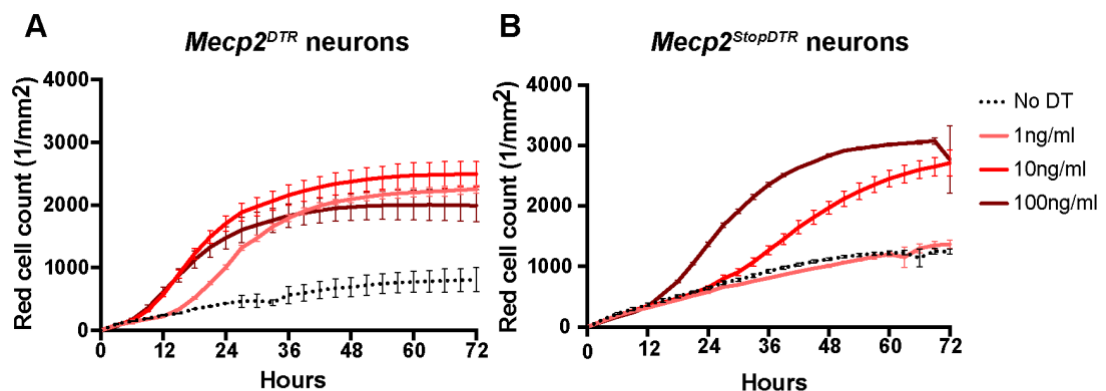 A
Mecp2DTR neurons
Red cell count (1/mm2)
4000
3000
2000
1000
0
0 12 24 36 48 60 72
Hours
B
Mecp2StopDTR neurons
Red cell count (1/mm2)
4000
3000
2000
1000
0
0 12 24 36 48 60 72
Hours
No DT
1ng/ml
10ng/ml
100ng/ml